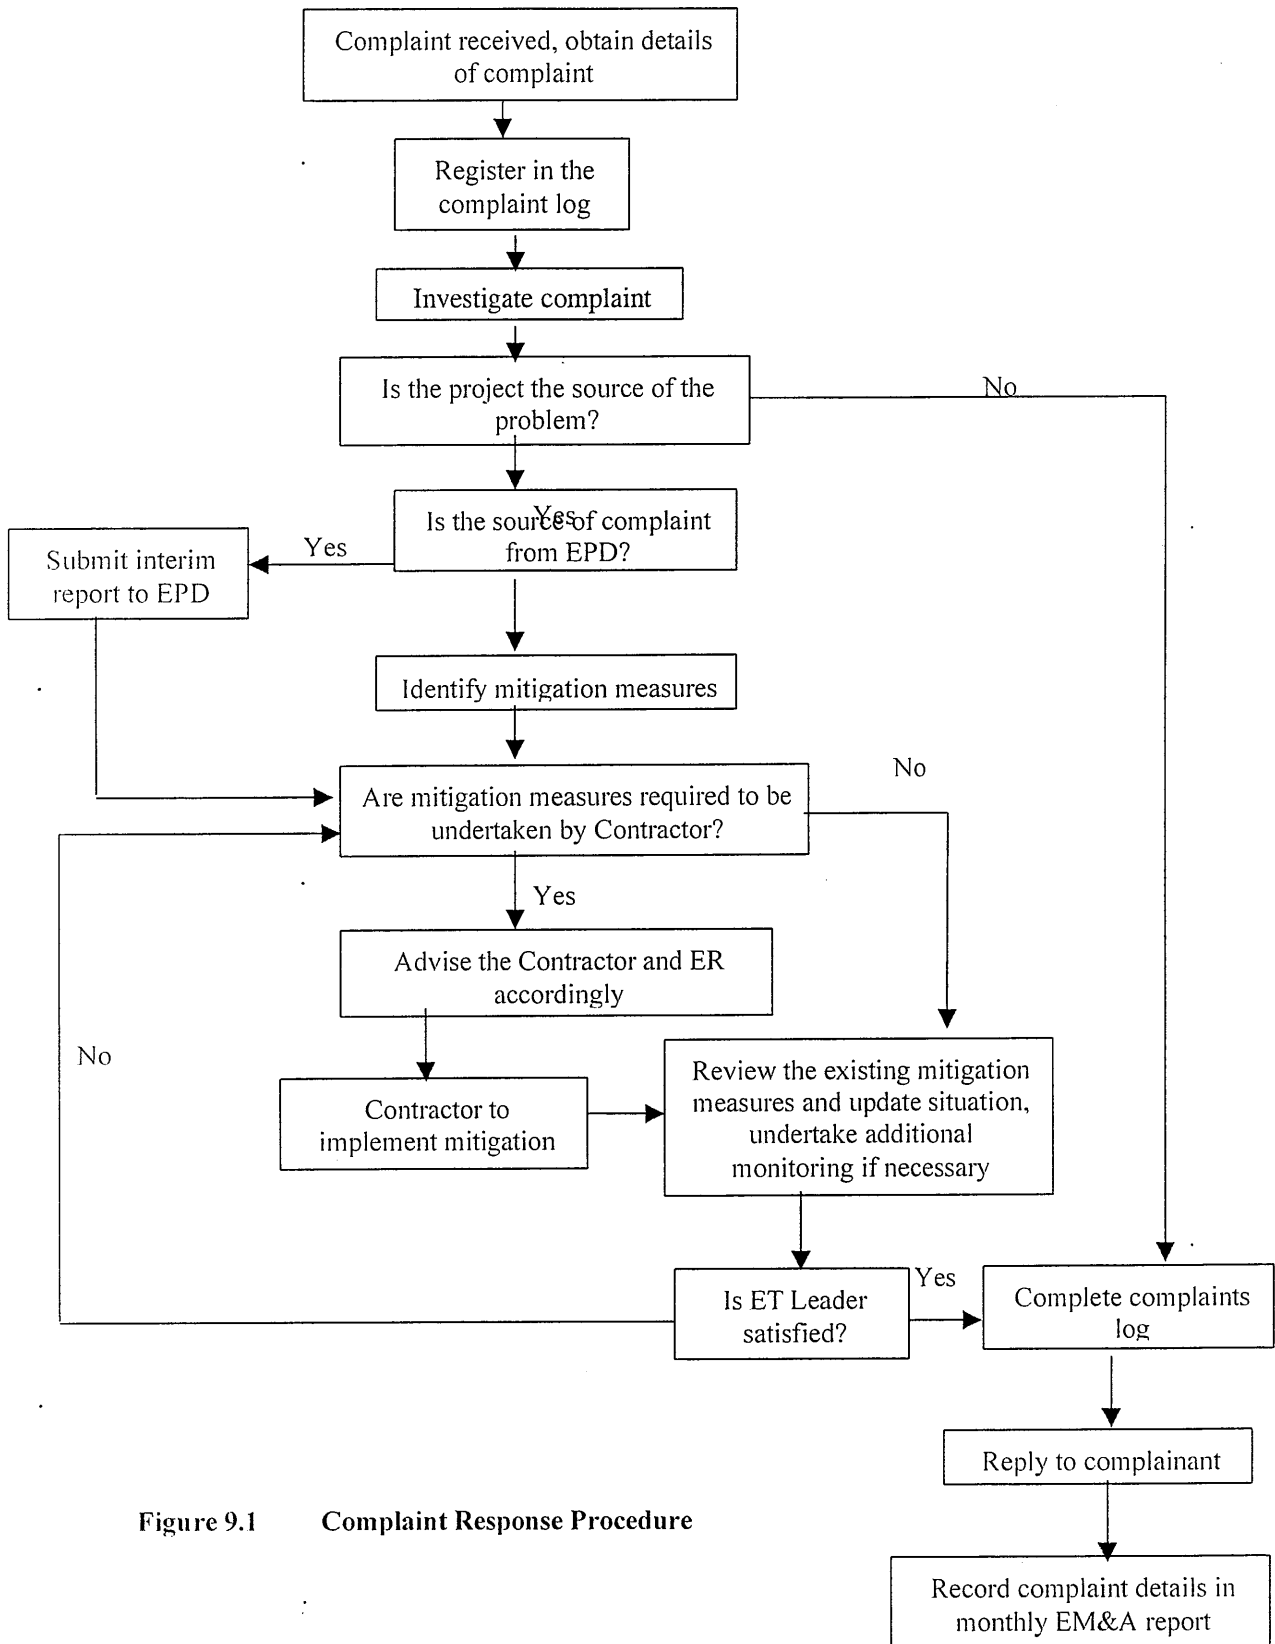 Complaint received, obtain details
of complaint
Register in the
complaint log
Investigate complaint
Is the project the source of the
problem?
No
Yes
Is the source of complaint
from EPD?
Yes
Submit interim
report to EPD
Identify mitigation measures
No
Are mitigation measures required to be
undertaken by Contractor?
Yes
Advise the Contractor and ER
accordingly
No
Contractor to
implement mitigation
Review the existing mitigation
measures and update situation,
undertake additional
monitoring if necessary
Is ET Leader
satisfied?
Yes
Complete complaints
log
Reply to complainant
Figure 9.1 Complaint Response Procedure
Record complaint details in
monthly EM&A report